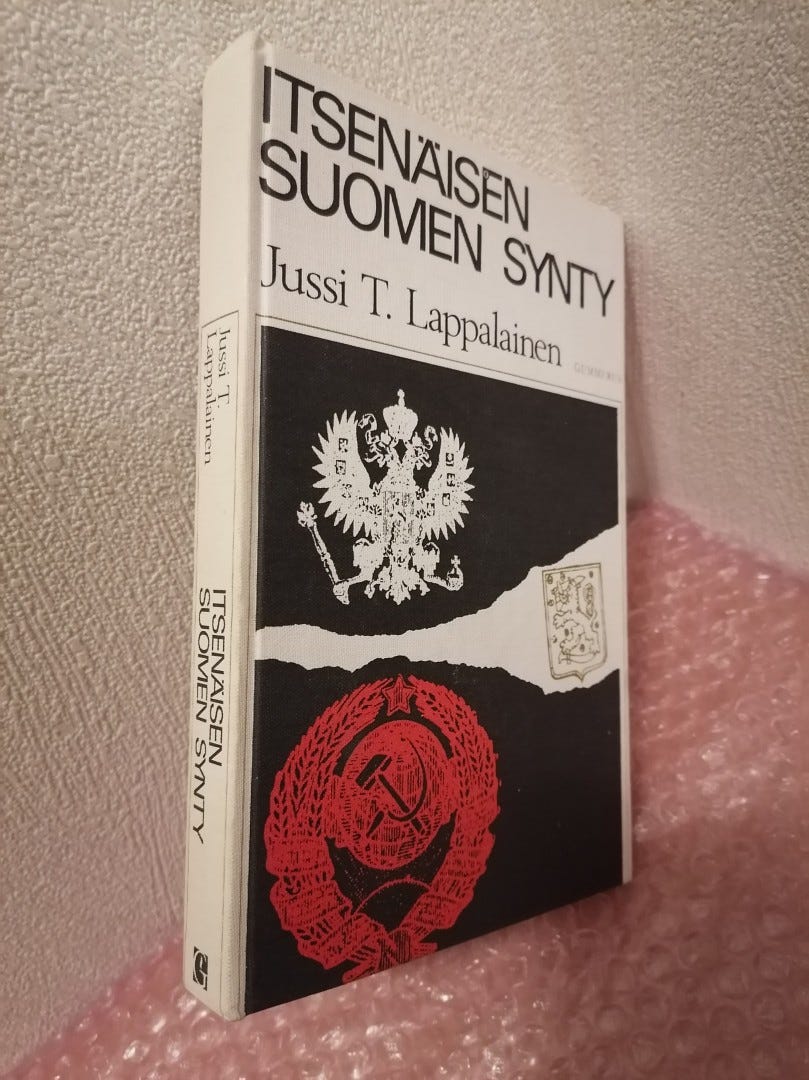 ITSENÄISEN
SUOMEN SYNTY
Jussi T. Lappalainen
GUMMERUS
Jussi T.
Lappalainen
ITSENÄISEN
SUOMEN SYNTY
G